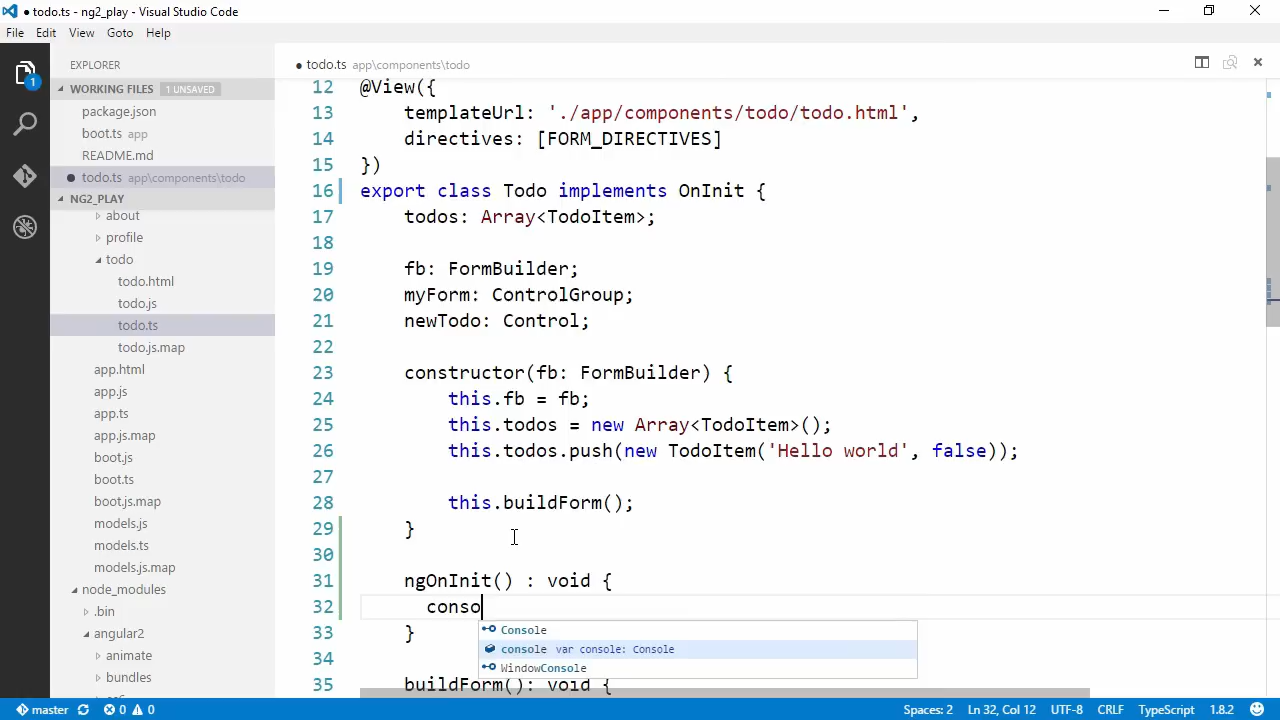 ● todo.ts - ng2_play - Visual Studio Code
File Edit View Goto Help
EXPLORER
● todo.ts app\components\todo
WORKING FILES 1 UNSAVED
package.json
boot.ts app
README.md
● todo.ts app\components\todo
NG2_PLAY
about
profile
todo
todo.html
todo.js
todo.ts
todo.js.map
app.html
app.js
app.ts
app.js.map
boot.js
boot.ts
boot.js.map
models.js
models.ts
models.js.map
node_modules
.bin
angular2
animate
bundles
1
12 @View({
13 templateUrl: './app/components/todo/todo.html',
14 directives: [FORM_DIRECTIVES]
15 })
16 export class Todo implements OnInit {
17 todos: Array<TodoItem>;
18
19 fb: FormBuilder;
20 myForm: ControlGroup;
21 newTodo: Control;
22
23 constructor(fb: FormBuilder) {
24 this.fb = fb;
25 this.todos = new Array<TodoItem>();
26 this.todos.push(new TodoItem('Hello world', false));
27
28 this.buildForm();
29 }
30
31 ngOnInit() : void {
32 conso
Console
console var console: Console
WindowConsole
33 }
34
35 buildForm(): void {
master 0 0 Spaces: 2 Ln 32, Col 12 UTF-8 CRLF TypeScript 1.8.2